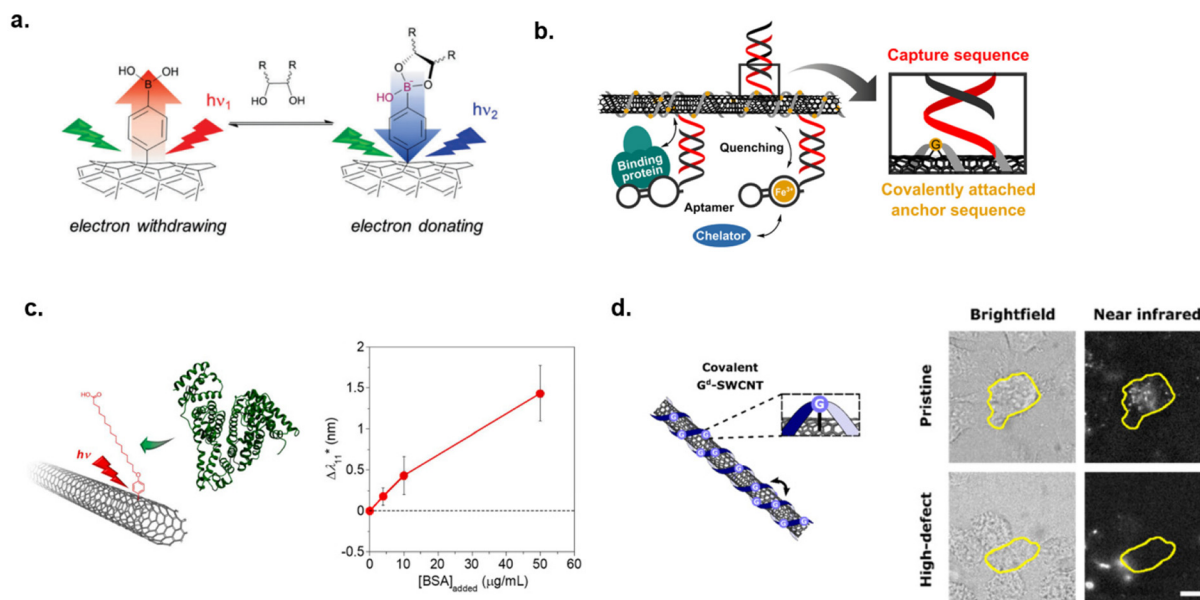 a.
HO
OH
B
R
R
HO
OH
hν₁
R
R
O
O
B⁻
HO
hν₂
electron withdrawing
electron donating
b.
Capture sequence
Binding
protein
Quenching
Fe³⁺
Aptamer
Chelator
G
Covalently attached
anchor sequence
c.
HO
O
O
hν
2
1.5
1
0.5
0
-0.5
Δλ₁₁* (nm)
0 10 20 30 40 50 60
[BSA]added (μg/mL)
d.
Covalent
Gᵈ-SWCNT
G
G
G
G
G
G
G
G
G
G
Brightfield
Near infrared
Pristine
High-defect